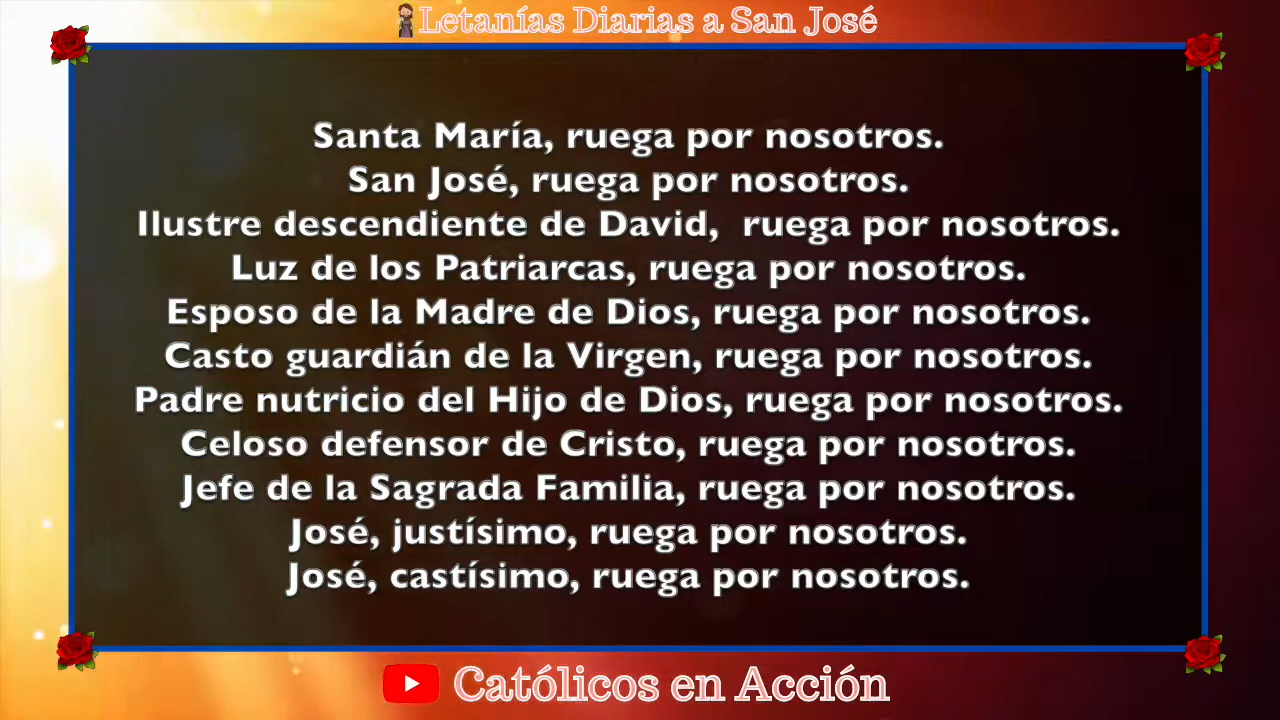 Letanías Diarias a San José
Santa María, ruega por nosotros.
San José, ruega por nosotros.
Ilustre descendiente de David,  ruega por nosotros.
Luz de los Patriarcas, ruega por nosotros.
Esposo de la Madre de Dios, ruega por nosotros.
Casto guardián de la Virgen, ruega por nosotros.
Padre nutricio del Hijo de Dios, ruega por nosotros.
Celoso defensor de Cristo, ruega por nosotros.
Jefe de la Sagrada Familia, ruega por nosotros.
José, justísimo, ruega por nosotros.
José, castísimo, ruega por nosotros.
Católicos en Acción